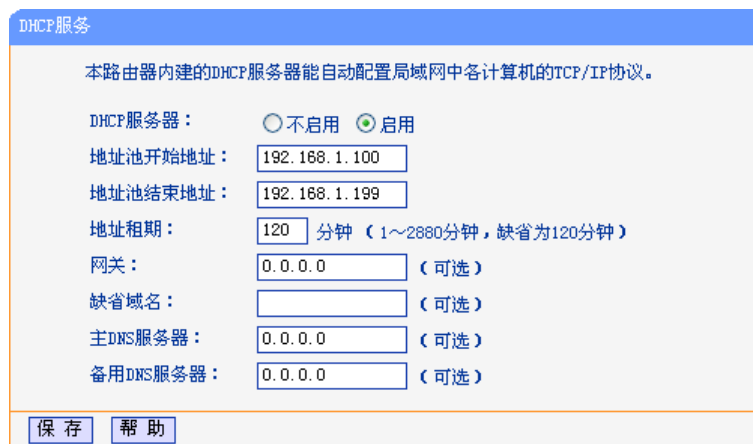 DHCP服务
本路由器内建的DHCP服务器能自动配置局域网中各计算机的TCP/IP协议。
DHCP服务器： 不启用 启用
地址池开始地址： 192.168.1.100
地址池结束地址： 192.168.1.199
地址租期： 120 分钟（1～2880分钟，缺省为120分钟）
网关： 0.0.0.0 （可选）
缺省域名： （可选）
主DNS服务器： 0.0.0.0 （可选）
备用DNS服务器： 0.0.0.0 （可选）
保 存 帮 助